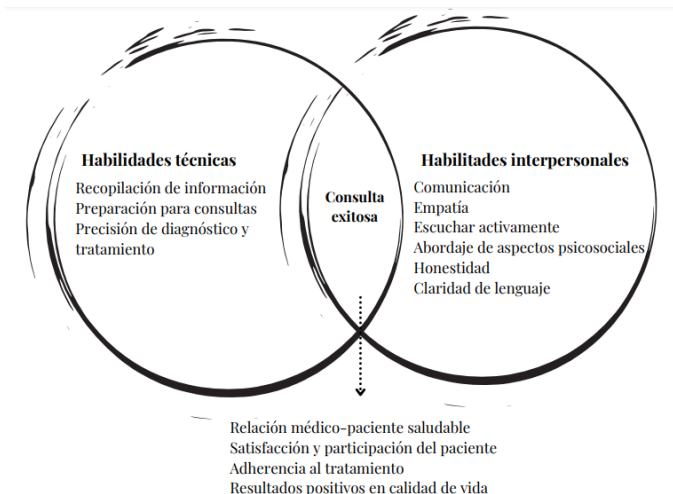 Habilidades técnicas
Recopilación de información
Preparación para consultas
Precisión de diagnóstico y
tratamiento
Consulta
exitosa
Habilitades interpersonales
Comunicación
Empatía
Escuchar activamente
Abordaje de aspectos psicosociales
Honestidad
Claridad de lenguaje
Relación médico-paciente saludable
Satisfacción y participación del paciente
Adherencia al tratamiento
Resultados positivos en calidad de vida